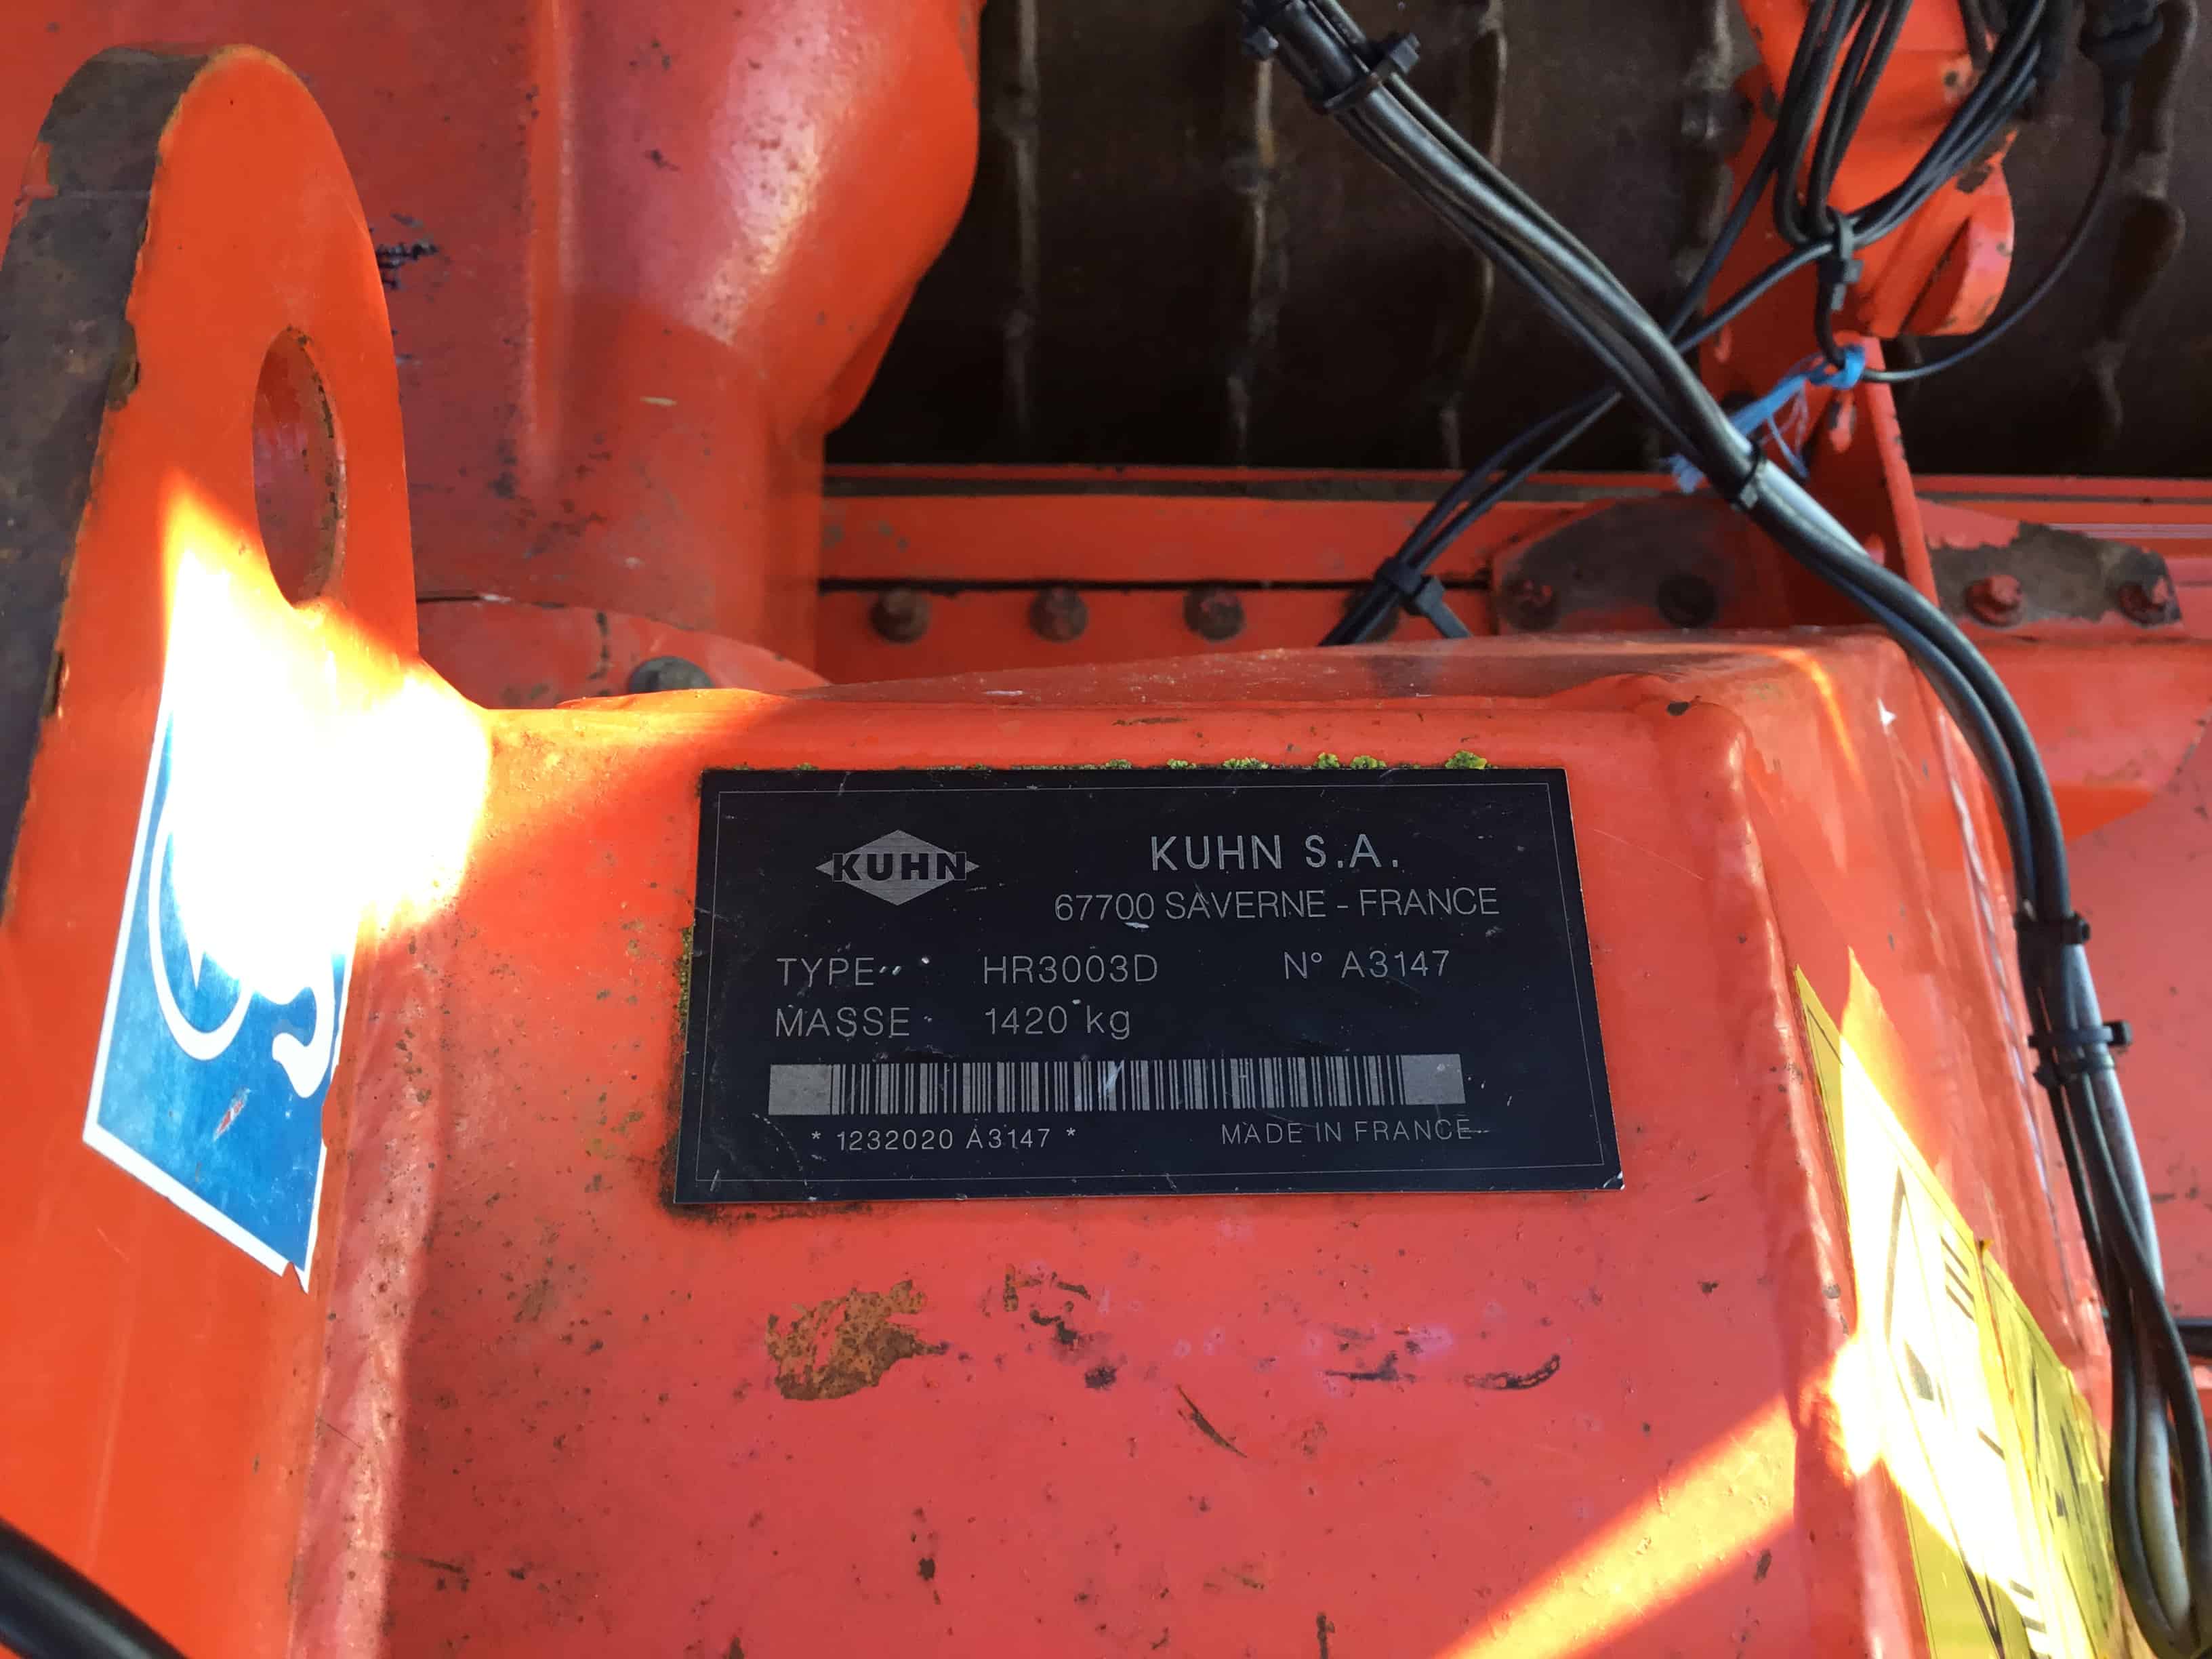 KUHN
KUHN S.A.
67700 SAVERNE - FRANCE
TYPE HR3003D N° A3147
MASSE 1420 kg
* 1232020 A3147 *
MADE IN FRANCE